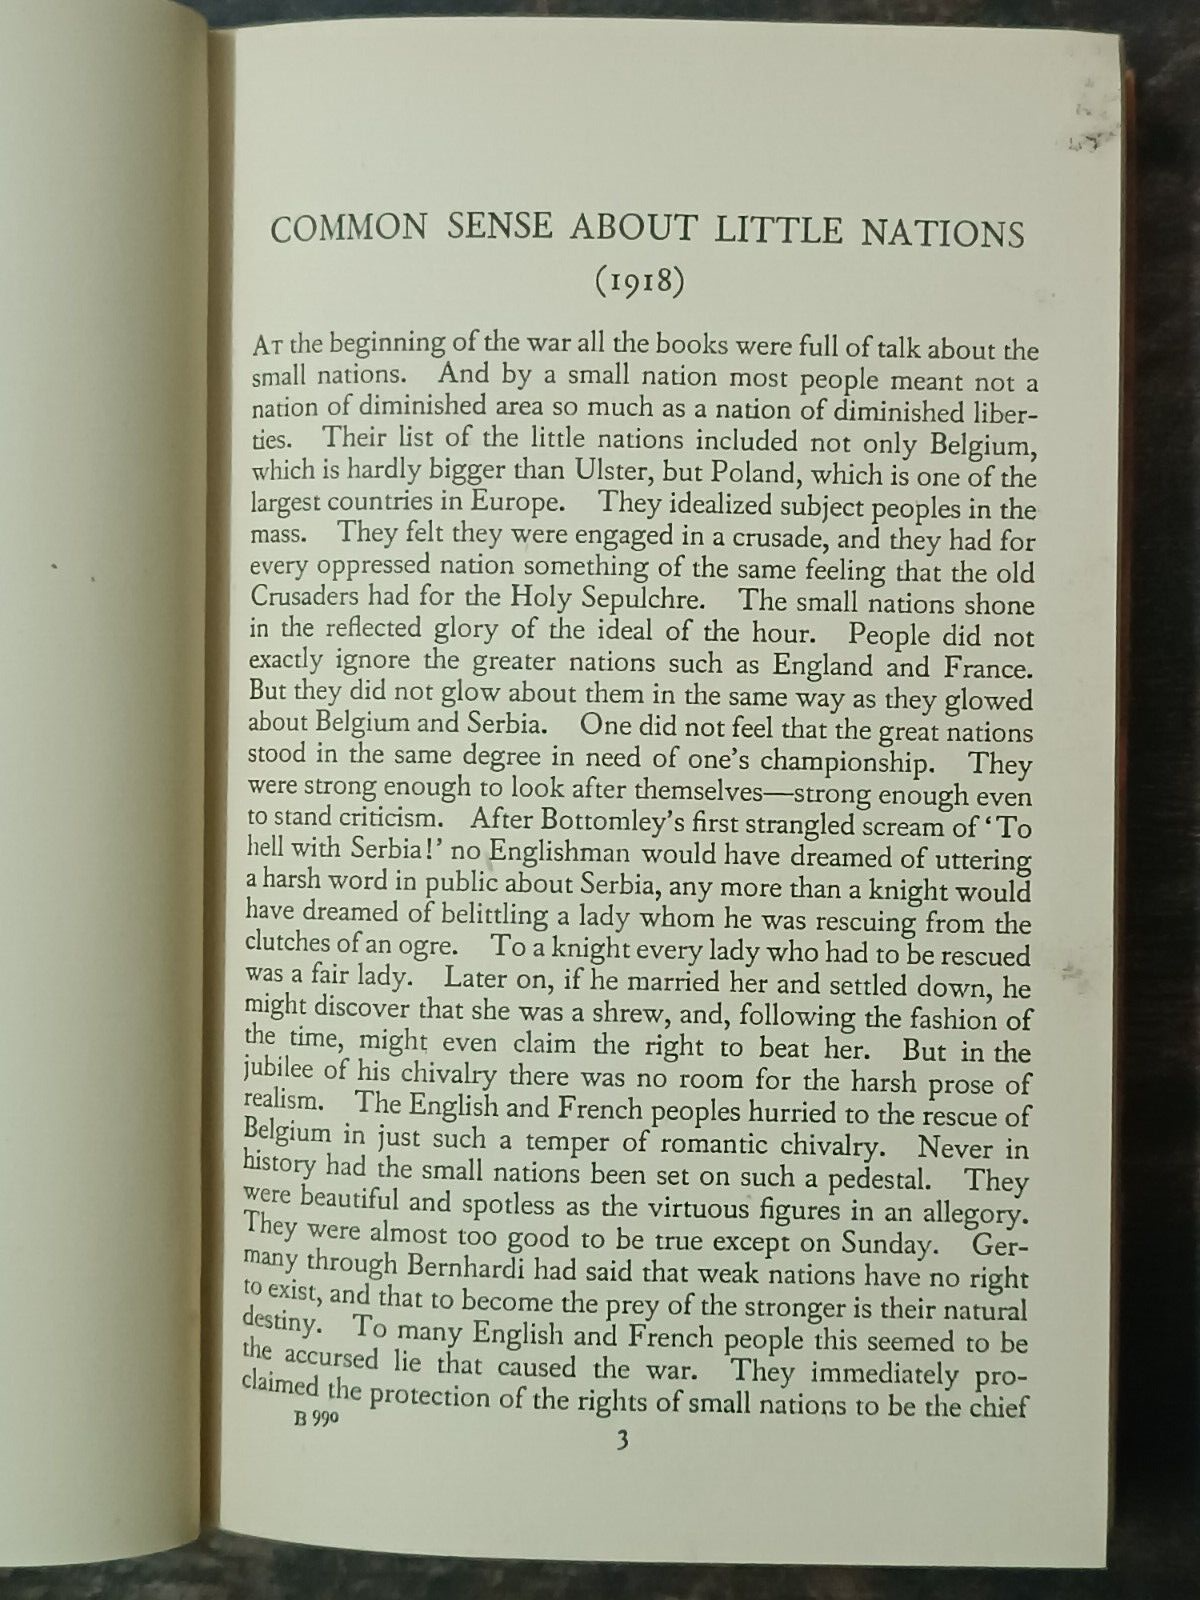 COMMON SENSE ABOUT LITTLE NATIONS
(1918)
AT the beginning of the war all the books were full of talk about the
small nations. And by a small nation most people meant not a
nation of diminished area so much as a nation of diminished liber-
ties. Their list of the little nations included not only Belgium,
which is hardly bigger than Ulster, but Poland, which is one of the
largest countries in Europe. They idealized subject peoples in the
mass. They felt they were engaged in a crusade, and they had for
every oppressed nation something of the same feeling that the old
Crusaders had for the Holy Sepulchre. The small nations shone
in the reflected glory of the ideal of the hour. People did not
exactly ignore the greater nations such as England and France.
But they did not glow about them in the same way as they glowed
about Belgium and Serbia. One did not feel that the great nations
stood in the same degree in need of one's championship. They
were strong enough to look after themselves—strong enough even
to stand criticism. After Bottomley's first strangled scream of ‘To
hell with Serbia!’ no Englishman would have dreamed of uttering
a harsh word in public about Serbia, any more than a knight would
have dreamed of belittling a lady whom he was rescuing from the
clutches of an ogre. To a knight every lady who had to be rescued
was a fair lady. Later on, if he married her and settled down, he
might discover that she was a shrew, and, following the fashion of
the time, might even claim the right to beat her. But in the
jubilee of his chivalry there was no room for the harsh prose of
realism. The English and French peoples hurried to the rescue of
Belgium in just such a temper of romantic chivalry. Never in
history had the small nations been set on such a pedestal. They
were beautiful and spotless as the virtuous figures in an allegory.
They were almost too good to be true except on Sunday. Ger-
many through Bernhardi had said that weak nations have no right
to exist, and that to become the prey of the stronger is their natural
destiny. To many English and French people this seemed to be
the accursed lie that caused the war. They immediately pro-
claimed the protection of the rights of small nations to be the chief
B 990
3